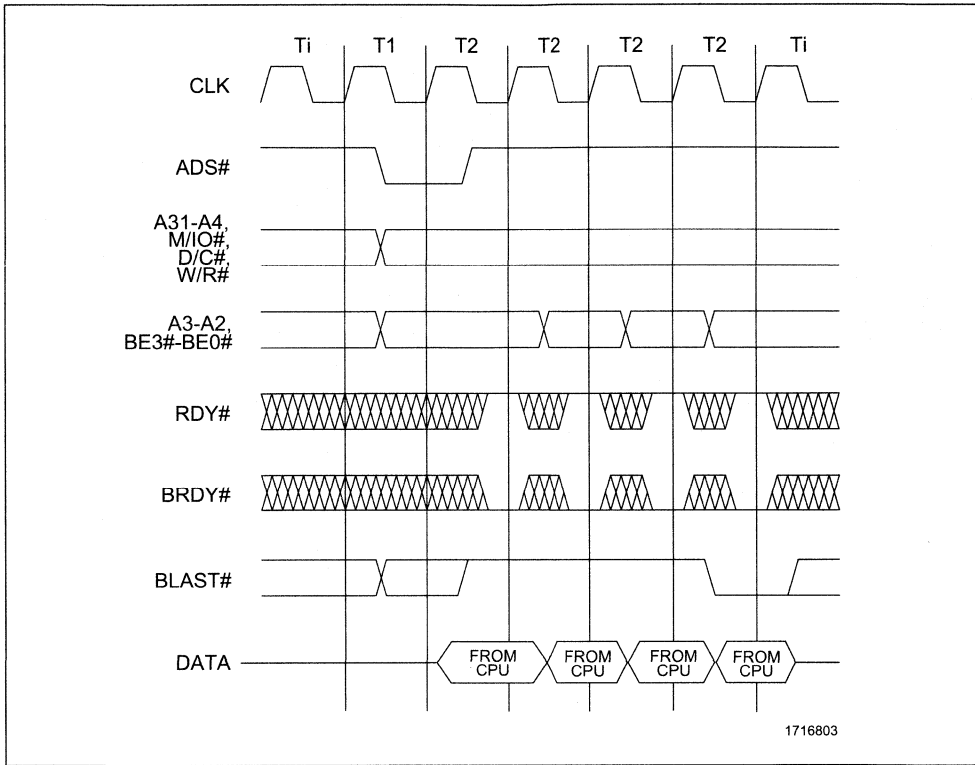 Ti T1 T2 T2 T2 T2 Ti
CLK
ADS#
A31-A4,
M/IO#,
D/C#,
W/R#
A3-A2,
BE3#-BE0#
RDY#
BRDY#
BLAST#
DATA
FROM
CPU
FROM
CPU
FROM
CPU
FROM
CPU
1716803